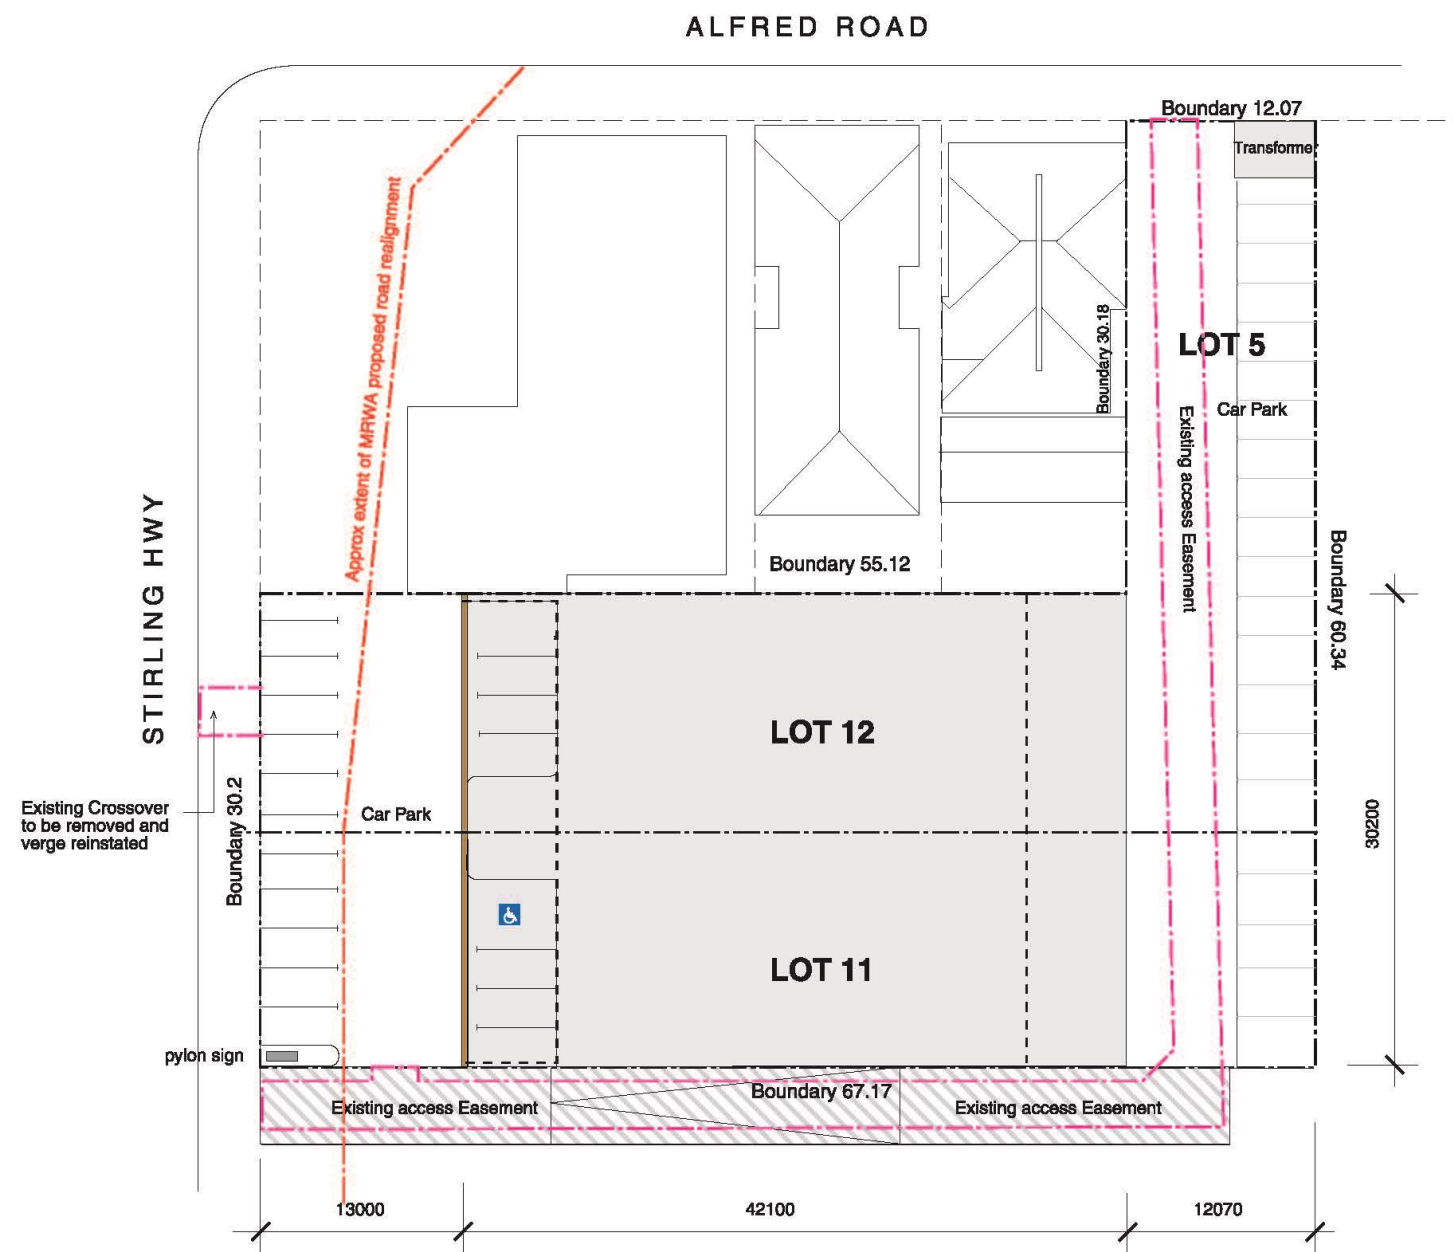 ALFRED ROAD
Boundary 12.07
Transforme
Approx extent of MRWA proposed road realignment
Boundary 30.18
LOT 5
Car Park
Existing access Easement
STIRLING HWY
Boundary 55.12
Boundary 60.34
LOT 12
Existing Crossover
to be removed and
verge reinstated
Boundary 30.2
Car Park
30200
LOT 11
pylon sign
Boundary 67.17
Existing access Easement
Existing access Easement
13000
42100
12070